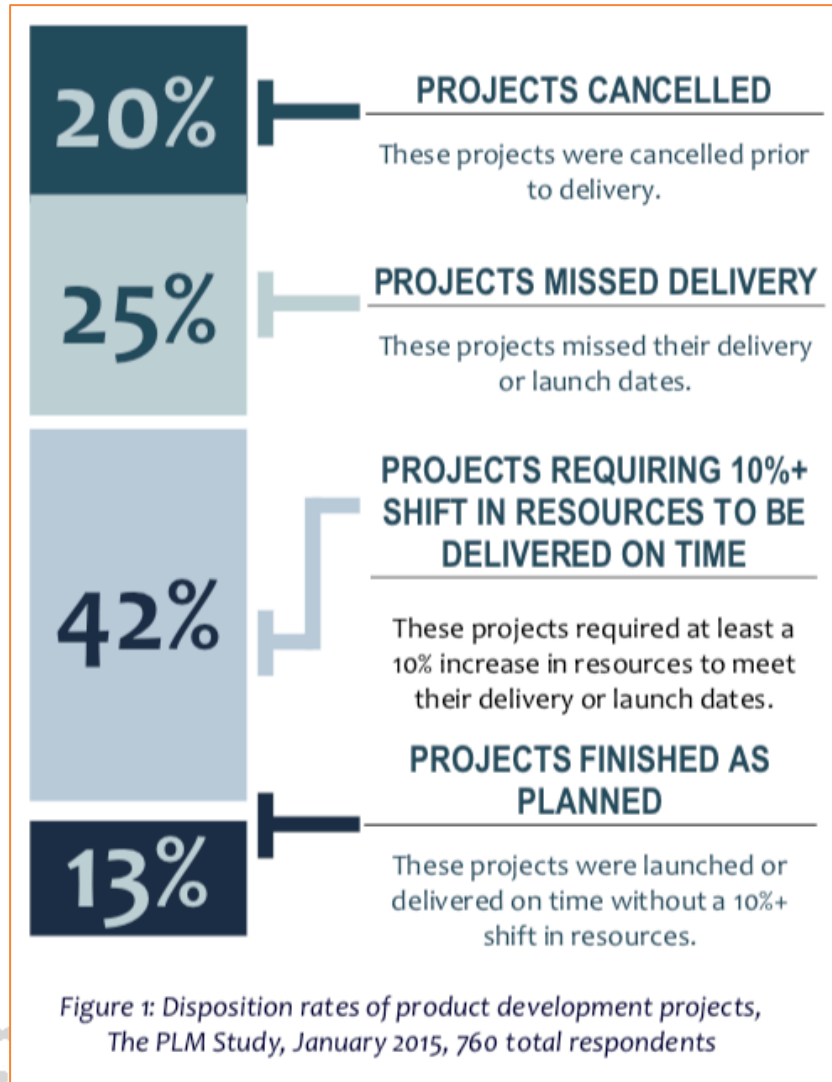 20%
PROJECTS CANCELLED
These projects were cancelled prior
to delivery.
25%
PROJECTS MISSED DELIVERY
These projects missed their delivery
or launch dates.
42%
PROJECTS REQUIRING 10%+
SHIFT IN RESOURCES TO BE
DELIVERED ON TIME
These projects required at least a
10% increase in resources to meet
their delivery or launch dates.
13%
PROJECTS FINISHED AS
PLANNED
These projects were launched or
delivered on time without a 10%+
shift in resources.
Figure 1: Disposition rates of product development projects,
The PLM Study, January 2015, 760 total respondents